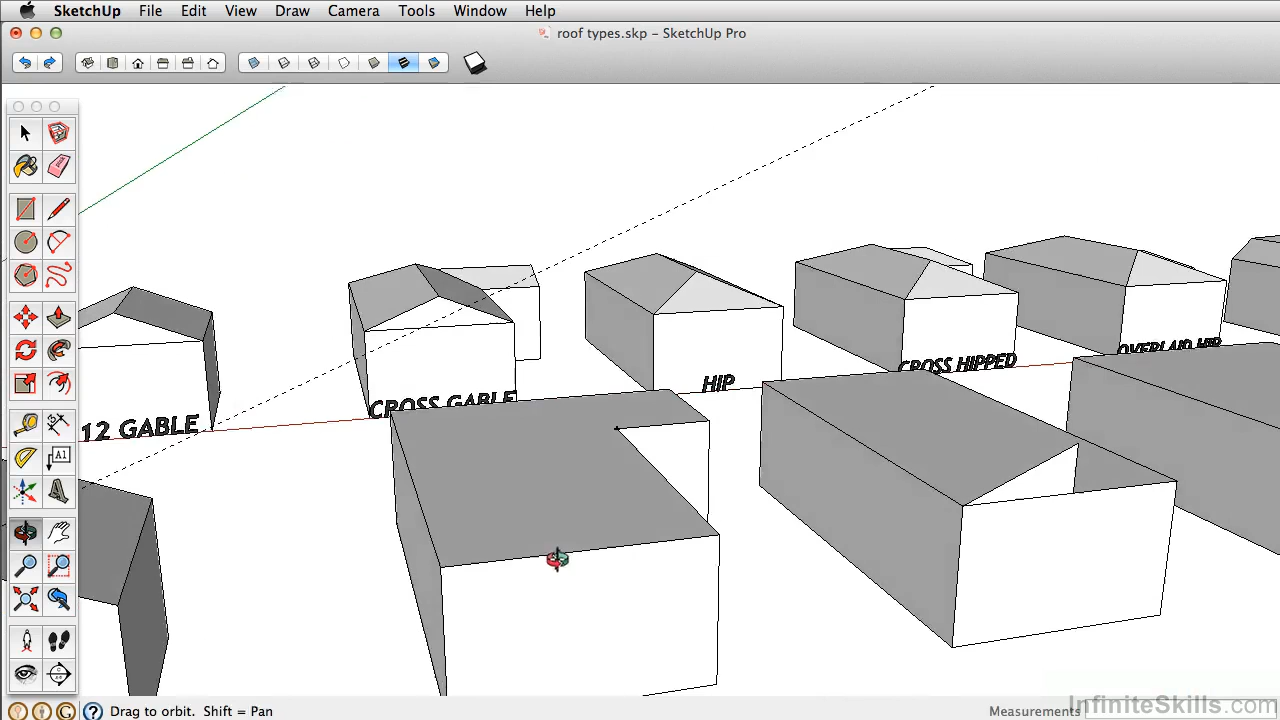 SketchUp File Edit View Draw Camera Tools Window Help
roof types.skp – SketchUp Pro
A1
12 GABLE
CROSS GABLE
HIP
CROSS HIPPED
OVERLAID HIP
Drag to orbit. Shift = Pan
Measurements
InfiniteSkills.com